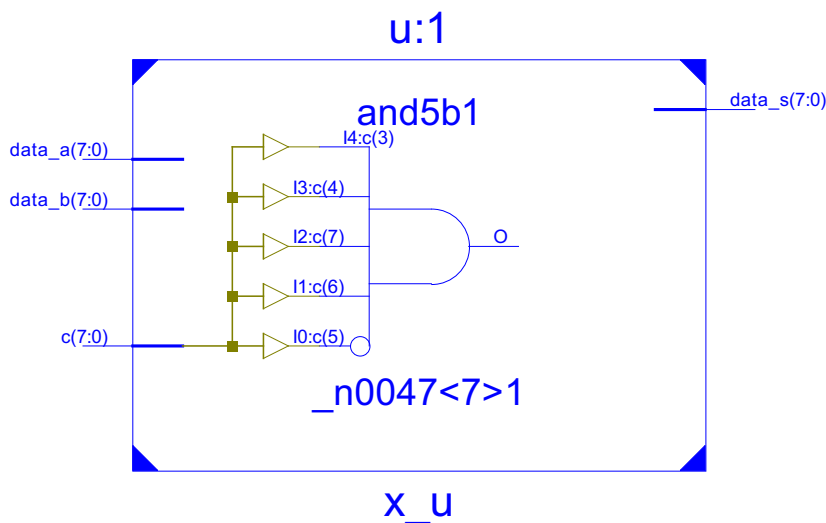 u:1
data_s(7:0)
and5b1
I4:c(3)
data_a(7:0)
I3:c(4)
data_b(7:0)
I2:c(7)
O
I1:c(6)
c(7:0)
I0:c(5)
_n0047<7>1
x_u